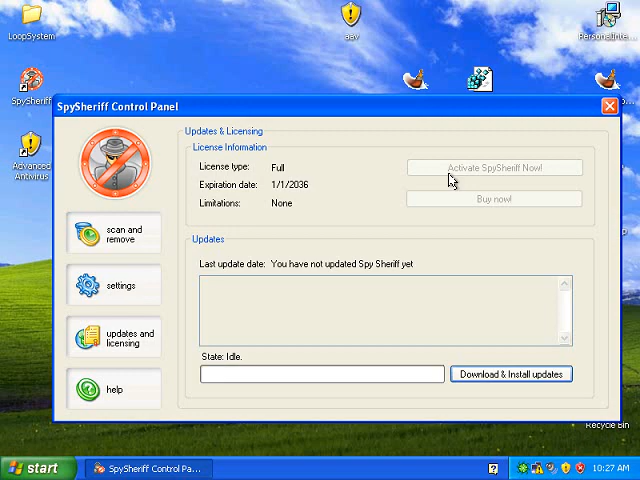 LoopSystem
aav
PersonalInte...
SpySheriff
SpySheriff Control Panel
Advanced
Antivirus
Updates & Licensing
License Information
License type: Full
Activate SpySheriff Now!
Expiration date: 1/1/2036
Buy now!
Limitations: None
scan and
remove
Updates
Last update date: You have not updated Spy Sheriff yet
settings
updates and
licensing
State: Idle.
Download & Install updates
help
Recycle Bin
start
SpySheriff Control Pa...
10:27 AM